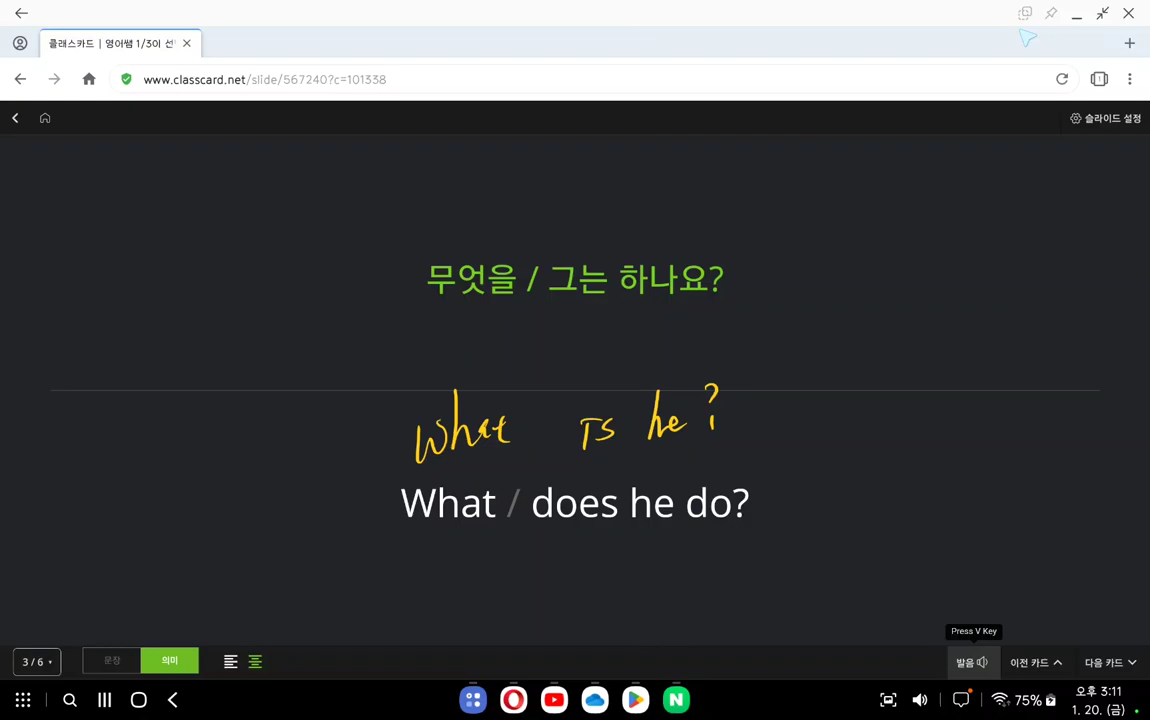 클래스카드 | 영어쌤 1/3이 선
www.classcard.net/slide/567240?c=101338
1
슬라이드 설정
무엇을 / 그는 하나요?
What is he?
What / does he do?
Press V Key
3 / 6
문장
의미
발음
이전 카드
다음 카드
N
75%
오후 3:11
1. 20. (금)